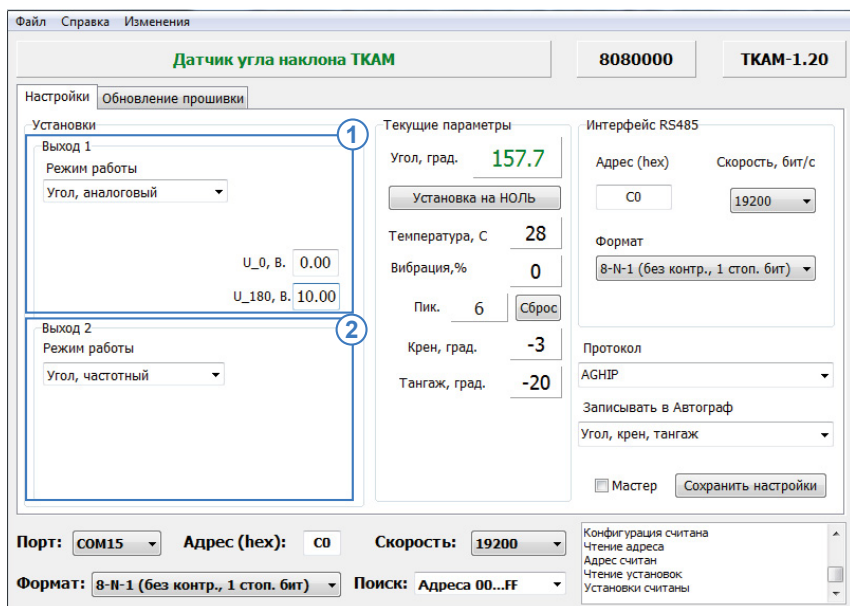 Файл Справка Изменения
Датчик угла наклона ТКАМ
8080000
ТКАМ-1.20
Настройки Обновление прошивки
Установки
1
Выход 1
Режим работы
Угол, аналоговый
U_0, В. 0.00
U_180, В. 10.00
2
Выход 2
Режим работы
Угол, частотный
Текущие параметры
Угол, град. 157.7
Установка на НОЛЬ
Температура, С 28
Вибрация,% 0
Пик. 6 Сброс
Крен, град. -3
Тангаж, град. -20
Интерфейс RS485
Адрес (hex) Скорость, бит/с
C0 19200
Формат
8-N-1 (без контр., 1 стоп. бит)
Протокол
AGHIP
Записывать в Автограф
Угол, крен, тангаж
Мастер Сохранить настройки
Порт: COM15 Адрес (hex): C0 Скорость: 19200
Формат: 8-N-1 (без контр., 1 стоп. бит) Поиск: Адреса 00...FF
Конфигурация считана
Чтение адреса
Адрес считан
Чтение установок
Установки считаны